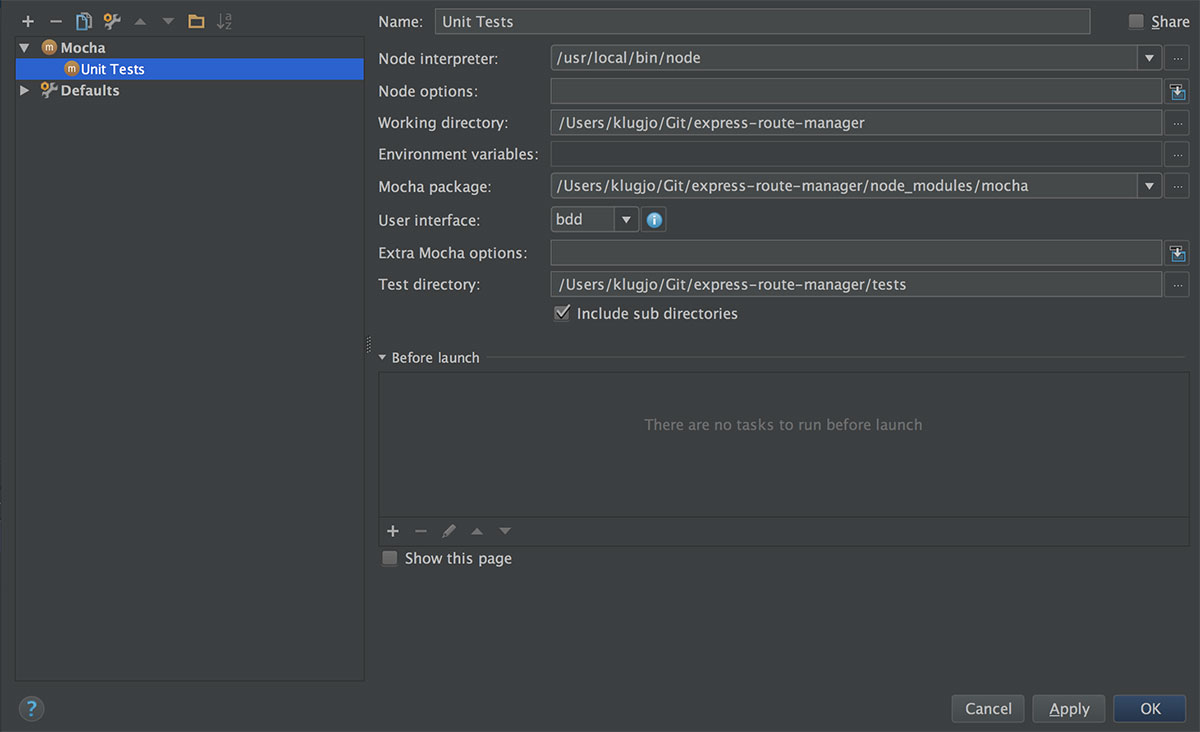 Name: Unit Tests Share
Mocha
Unit Tests
Defaults
Node interpreter: /usr/local/bin/node
Node options:
Working directory: /Users/klugjo/Git/express-route-manager
Environment variables:
Mocha package: /Users/klugjo/Git/express-route-manager/node_modules/mocha
User interface: bdd
Extra Mocha options:
Test directory: /Users/klugjo/Git/express-route-manager/tests
Include sub directories
Before launch
There are no tasks to run before launch
Show this page
Cancel Apply OK